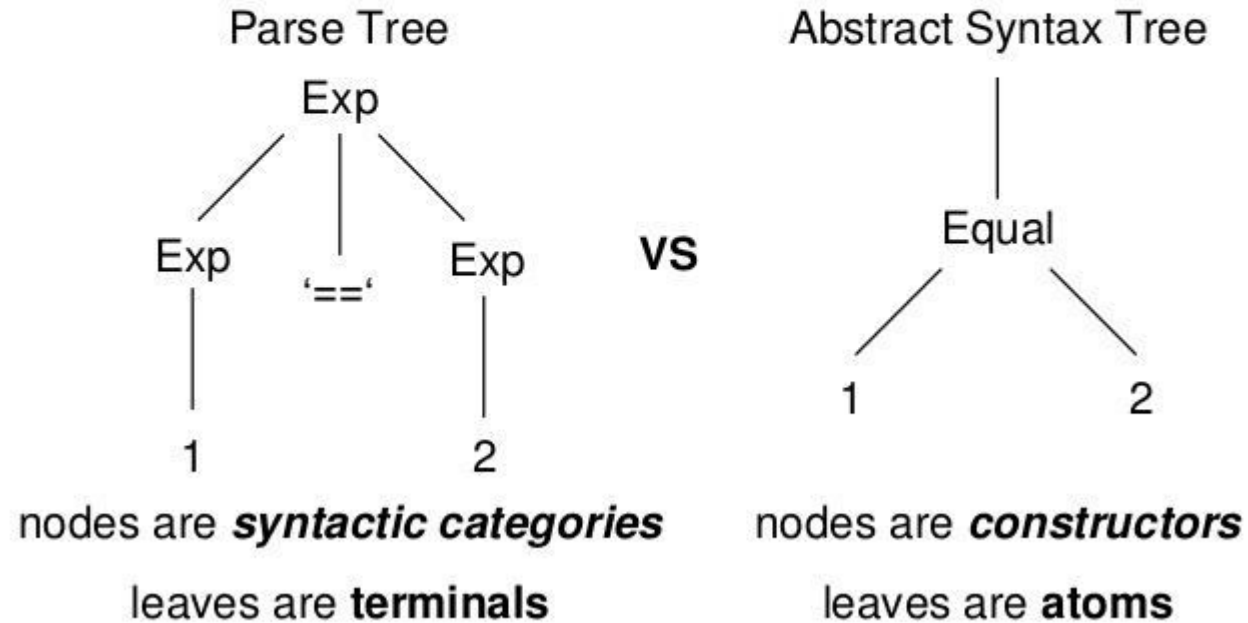 Parse Tree
Abstract Syntax Tree
Exp
Exp
‘==‘
Exp
1
2
vs
Equal
1
2
nodes are syntactic categories
leaves are terminals
nodes are constructors
leaves are atoms